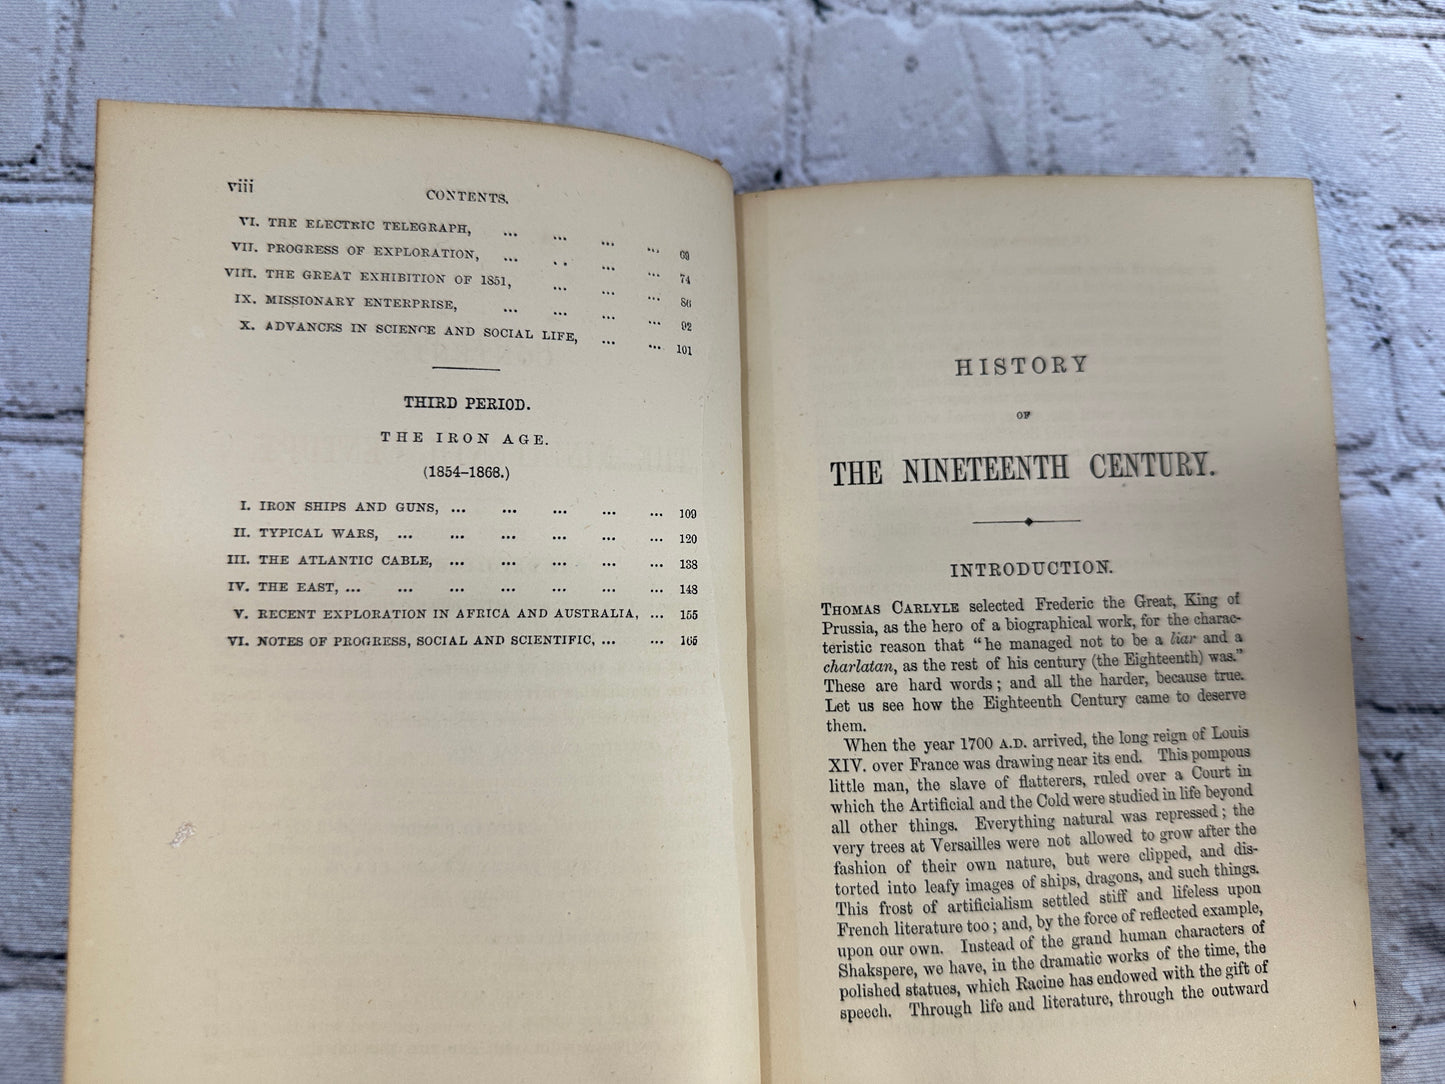 viii
CONTENTS.
VI. THE ELECTRIC TELEGRAPH, ... ... ... ... 69
VII. PROGRESS OF EXPLORATION, ... .. ... ... 74
VIII. THE GREAT EXHIBITION OF 1851, ... ... ... 86
IX. MISSIONARY ENTERPRISE, ... ... ... ... 92
X. ADVANCES IN SCIENCE AND SOCIAL LIFE, ... ... 101
THIRD PERIOD.
THE IRON AGE.
(1854-1868.)
I. IRON SHIPS AND GUNS, ... ... ... ... ... 109
II. TYPICAL WARS, ... ... ... ... ... ... 120
III. THE ATLANTIC CABLE, ... ... ... ... ... 138
IV. THE EAST, ... ... ... ... ... ... ... 148
V. RECENT EXPLORATION IN AFRICA AND AUSTRALIA, ... 155
VI. NOTES OF PROGRESS, SOCIAL AND SCIENTIFIC, ... ... 165
HISTORY
OF
THE NINETEENTH CENTURY.
INTRODUCTION.
THOMAS CARLYLE selected Frederic the Great, King of
Prussia, as the hero of a biographical work, for the charac-
teristic reason that "he managed not to be a liar and a
charlatan, as the rest of his century (the Eighteenth) was."
These are hard words; and all the harder, because true.
Let us see how the Eighteenth Century came to deserve
them.
When the year 1700 A.D. arrived, the long reign of Louis
XIV. over France was drawing near its end. This pompous
little man, the slave of flatterers, ruled over a Court in
which the Artificial and the Cold were studied in life beyond
all other things. Everything natural was repressed; the
very trees at Versailles were not allowed to grow after the
fashion of their own nature, but were clipped, and dis-
torted into leafy images of ships, dragons, and such things.
This frost of artificialism settled stiff and lifeless upon
French literature too; and, by the force of reflected example,
upon our own. Instead of the grand human characters of
Shakspere, we have, in the dramatic works of the time, the
polished statues, which Racine has endowed with the gift of
speech. Through life and literature, through the outward